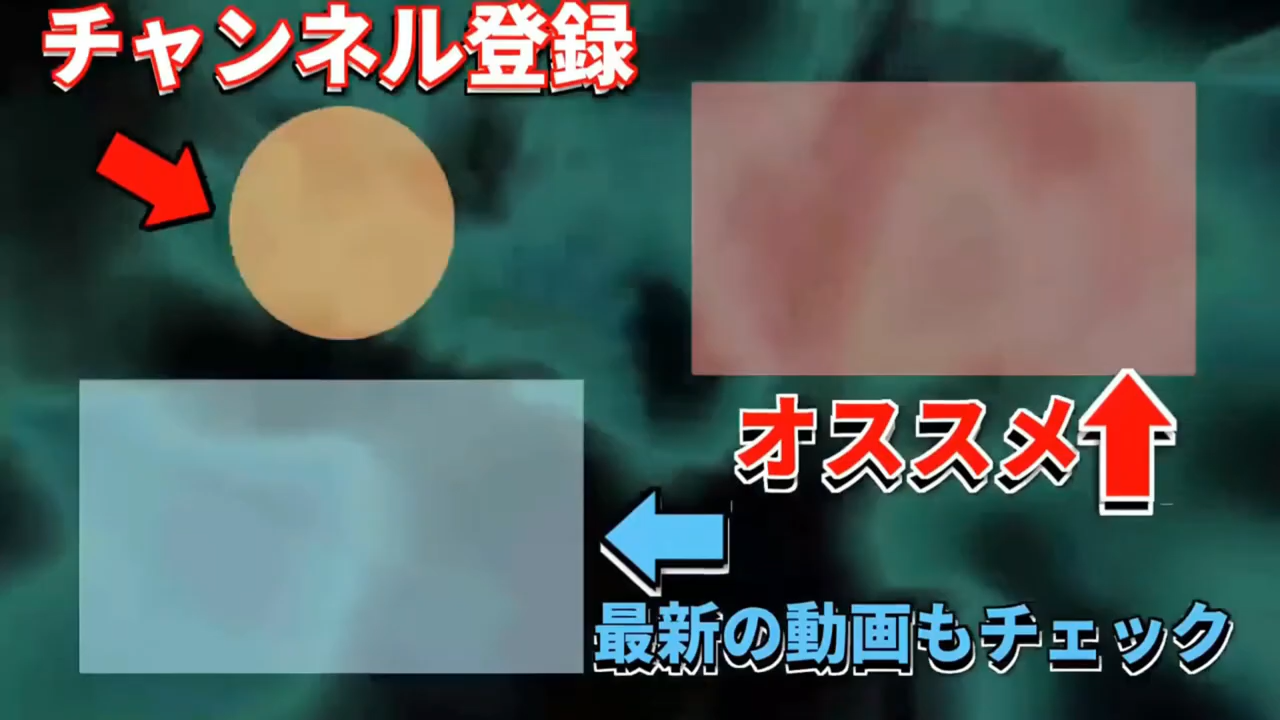 チャンネル登録
オススメ
最新の動画もチェック